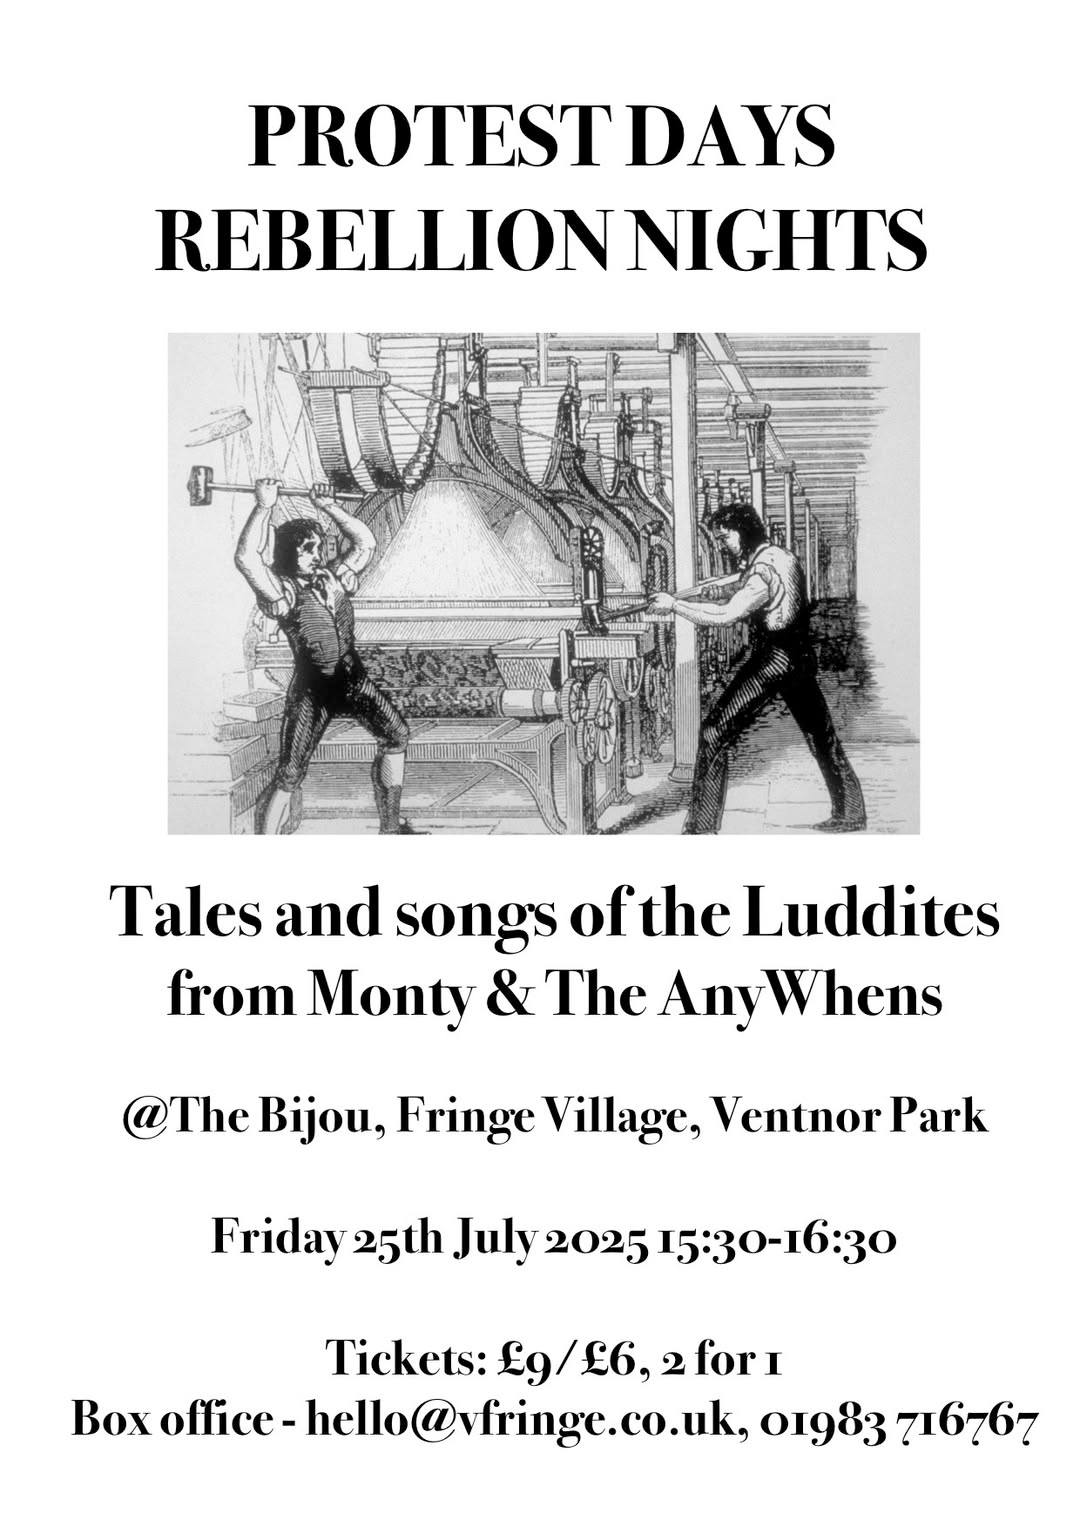 PROTEST DAYS
REBELLION NIGHTS
Tales and songs of the Luddites
from Monty & The AnyWhens
@The Bijou, Fringe Village, Ventnor Park
Friday 25th July 2025 15:30-16:30
Tickets: £9/£6, 2 for 1
Box office - hello@vfringe.co.uk, 01983 716767